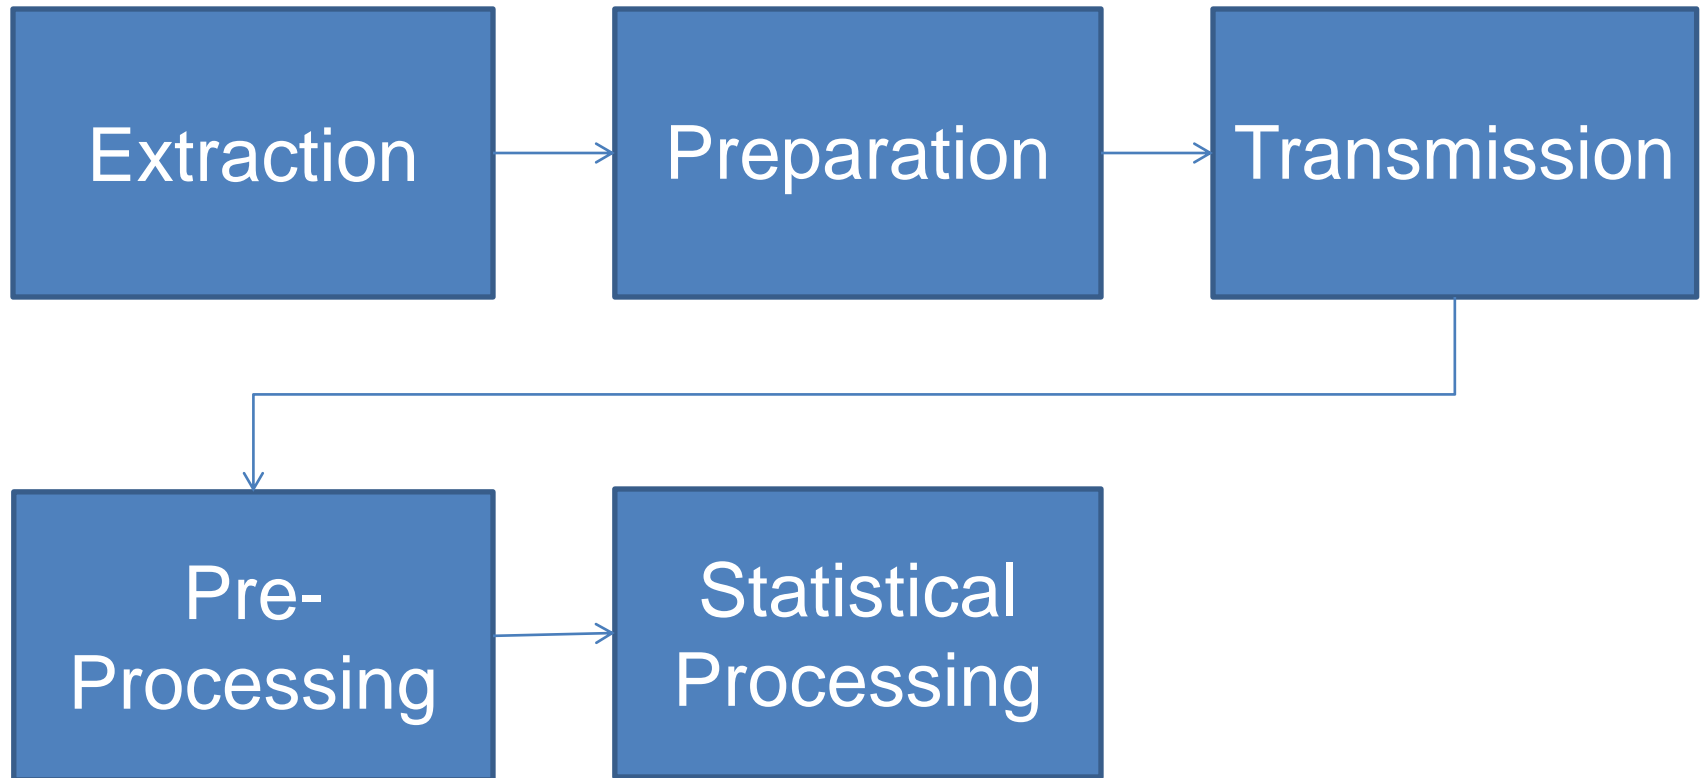 Extraction
Preparation
Transmission
Pre-
Processing
Statistical
Processing